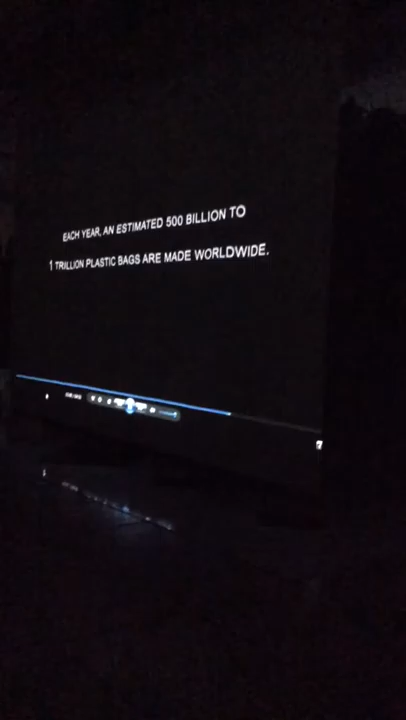 EACH YEAR, AN ESTIMATED 500 BILLION TO
1 TRILLION PLASTIC BAGS ARE MADE WORLDWIDE.